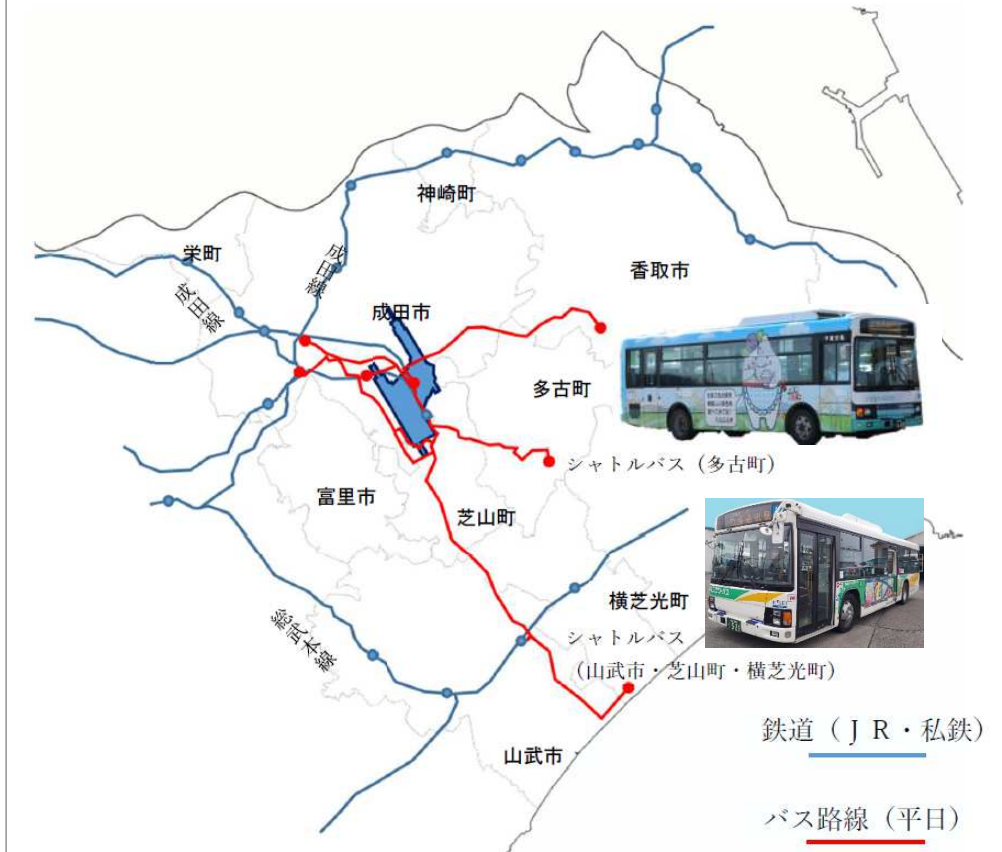 神崎町
栄町
成田線
成田線
香取市
成田市
多古町
シャトルバス（多古町）
富里市
芝山町
横芝光町
総武本線
シャトルバス
（山武市・芝山町・横芝光町）
鉄道（ＪＲ・私鉄）
山武市
バス路線（平日）